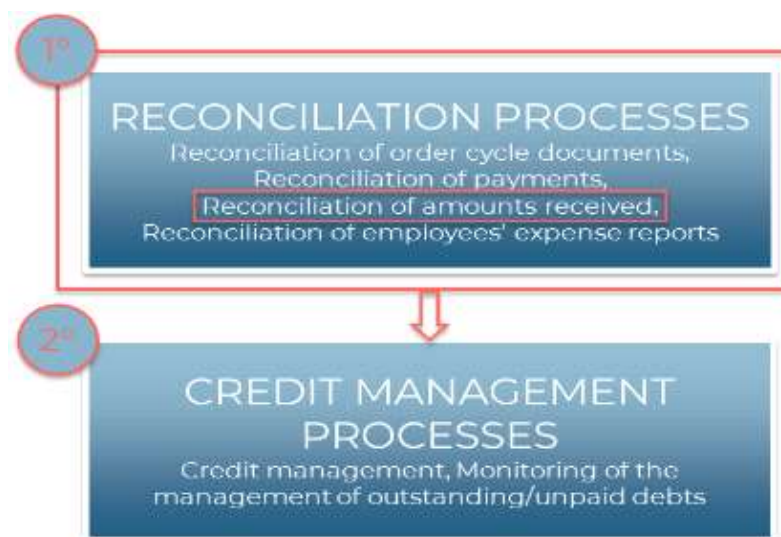 1°
RECONCILIATION PROCESSES
Reconciliation of order cycle documents,
Reconciliation of payments,
Reconciliation of amounts received,
Reconciliation of employees' expense reports
2°
CREDIT MANAGEMENT
PROCESSES
Credit management, Monitoring of the
management of outstanding/unpaid debts